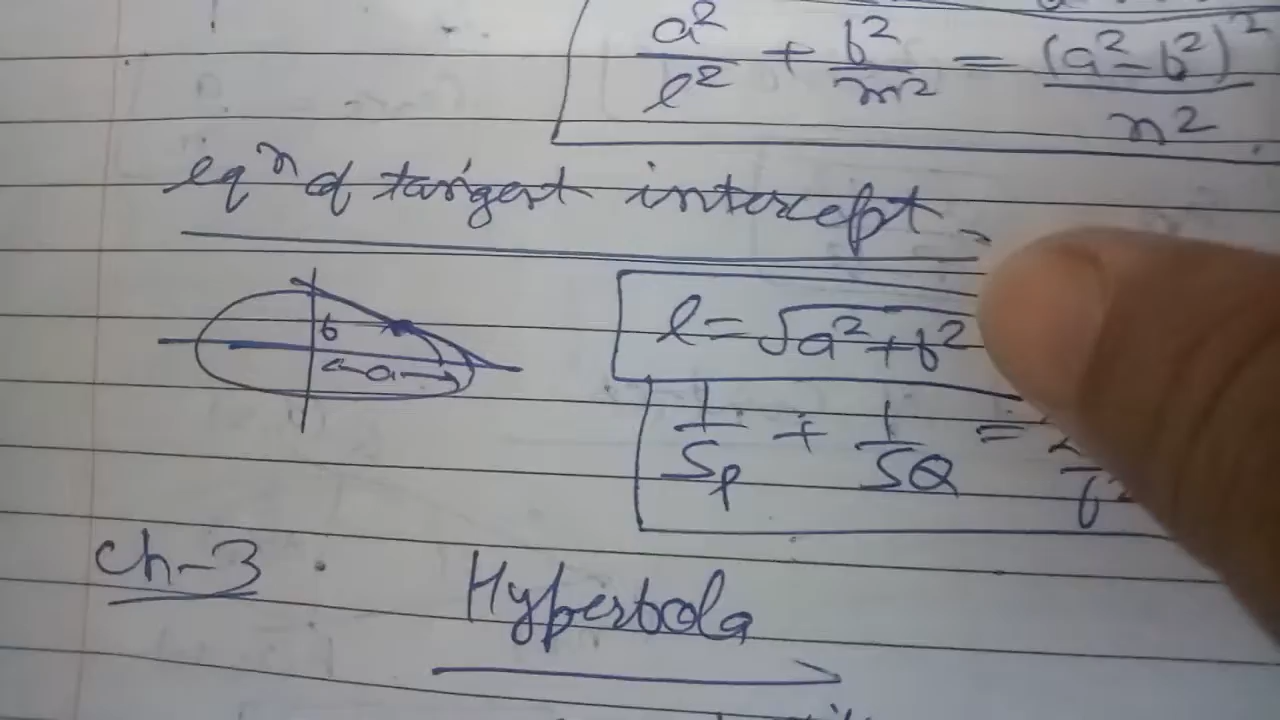 a²/l² + b²/m² = (a²-b²)²/n²
eqⁿ of tangent intercept
b
a
l = √a²+b²
1/Sp + 1/SQ =
Ch-3
Hyperbola